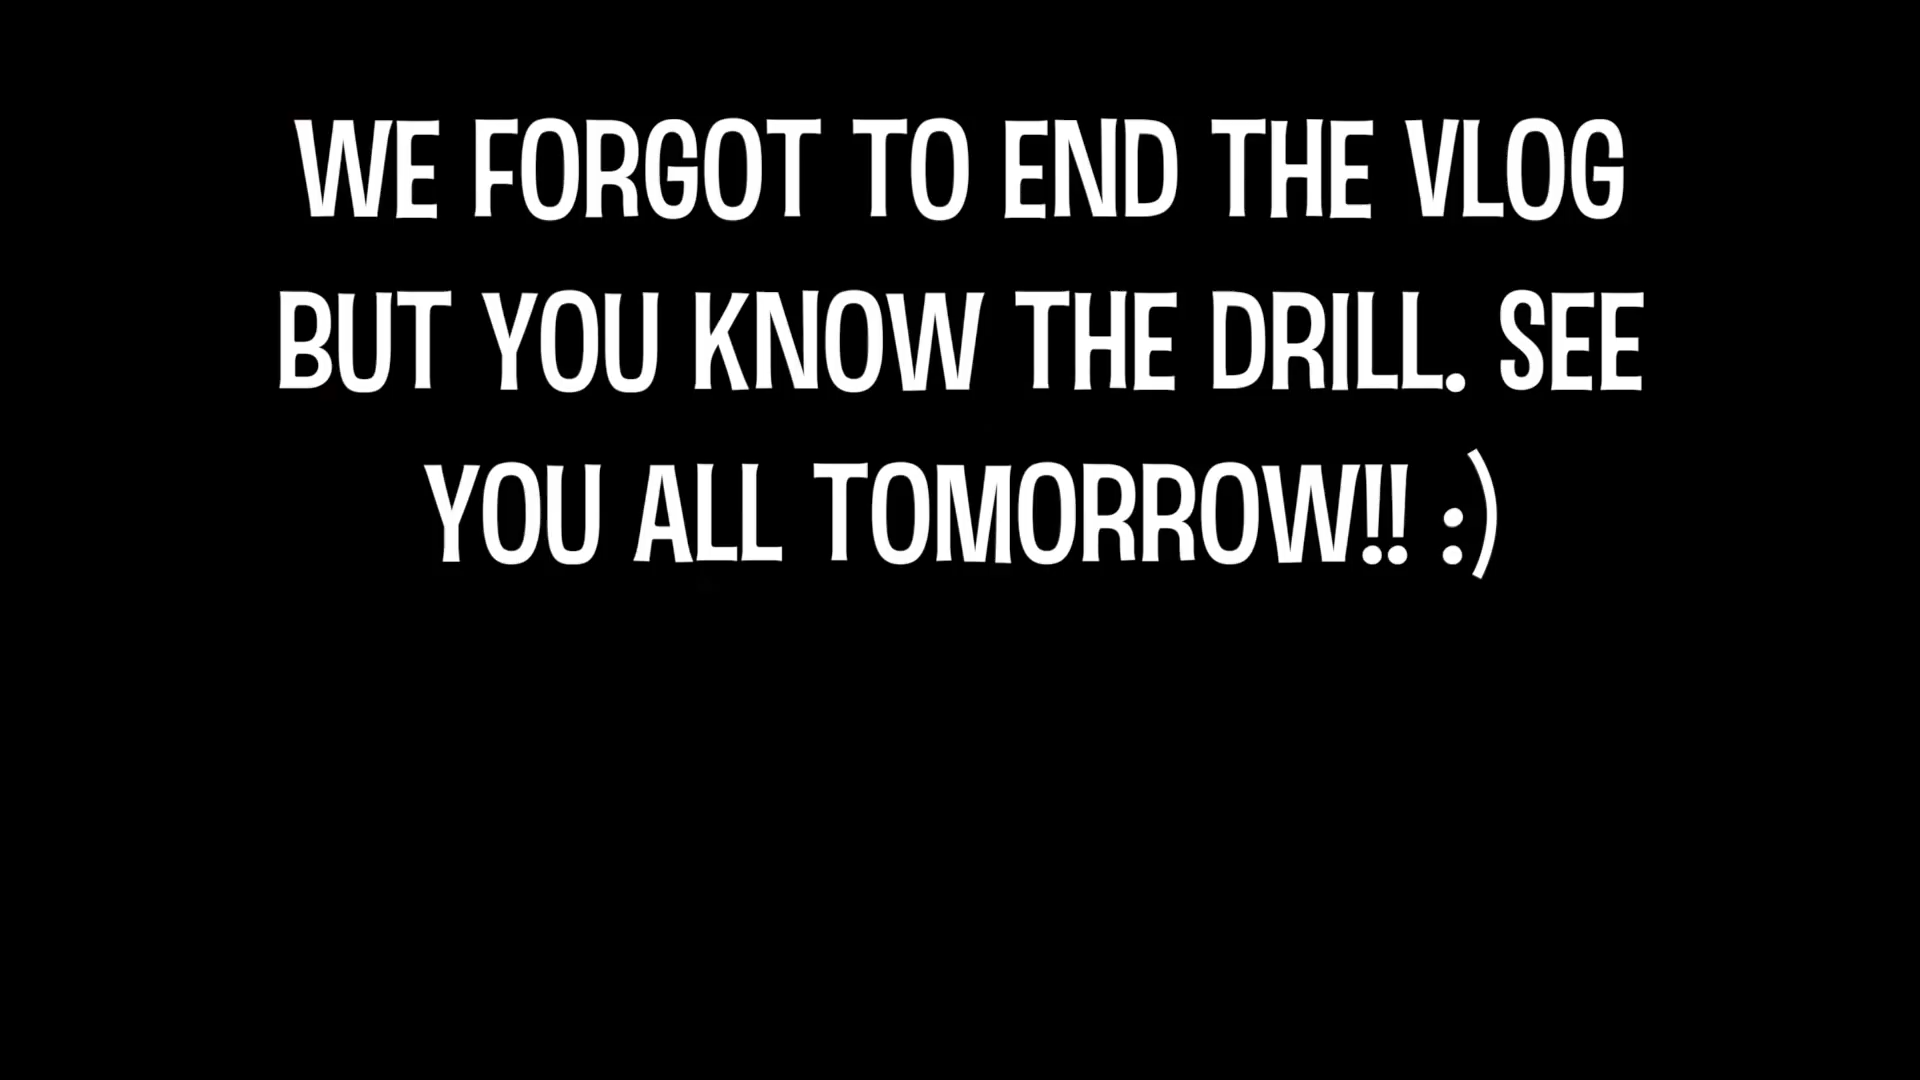 WE FORGOT TO END THE VLOG
BUT YOU KNOW THE DRILL. SEE
YOU ALL TOMORROW!! :)